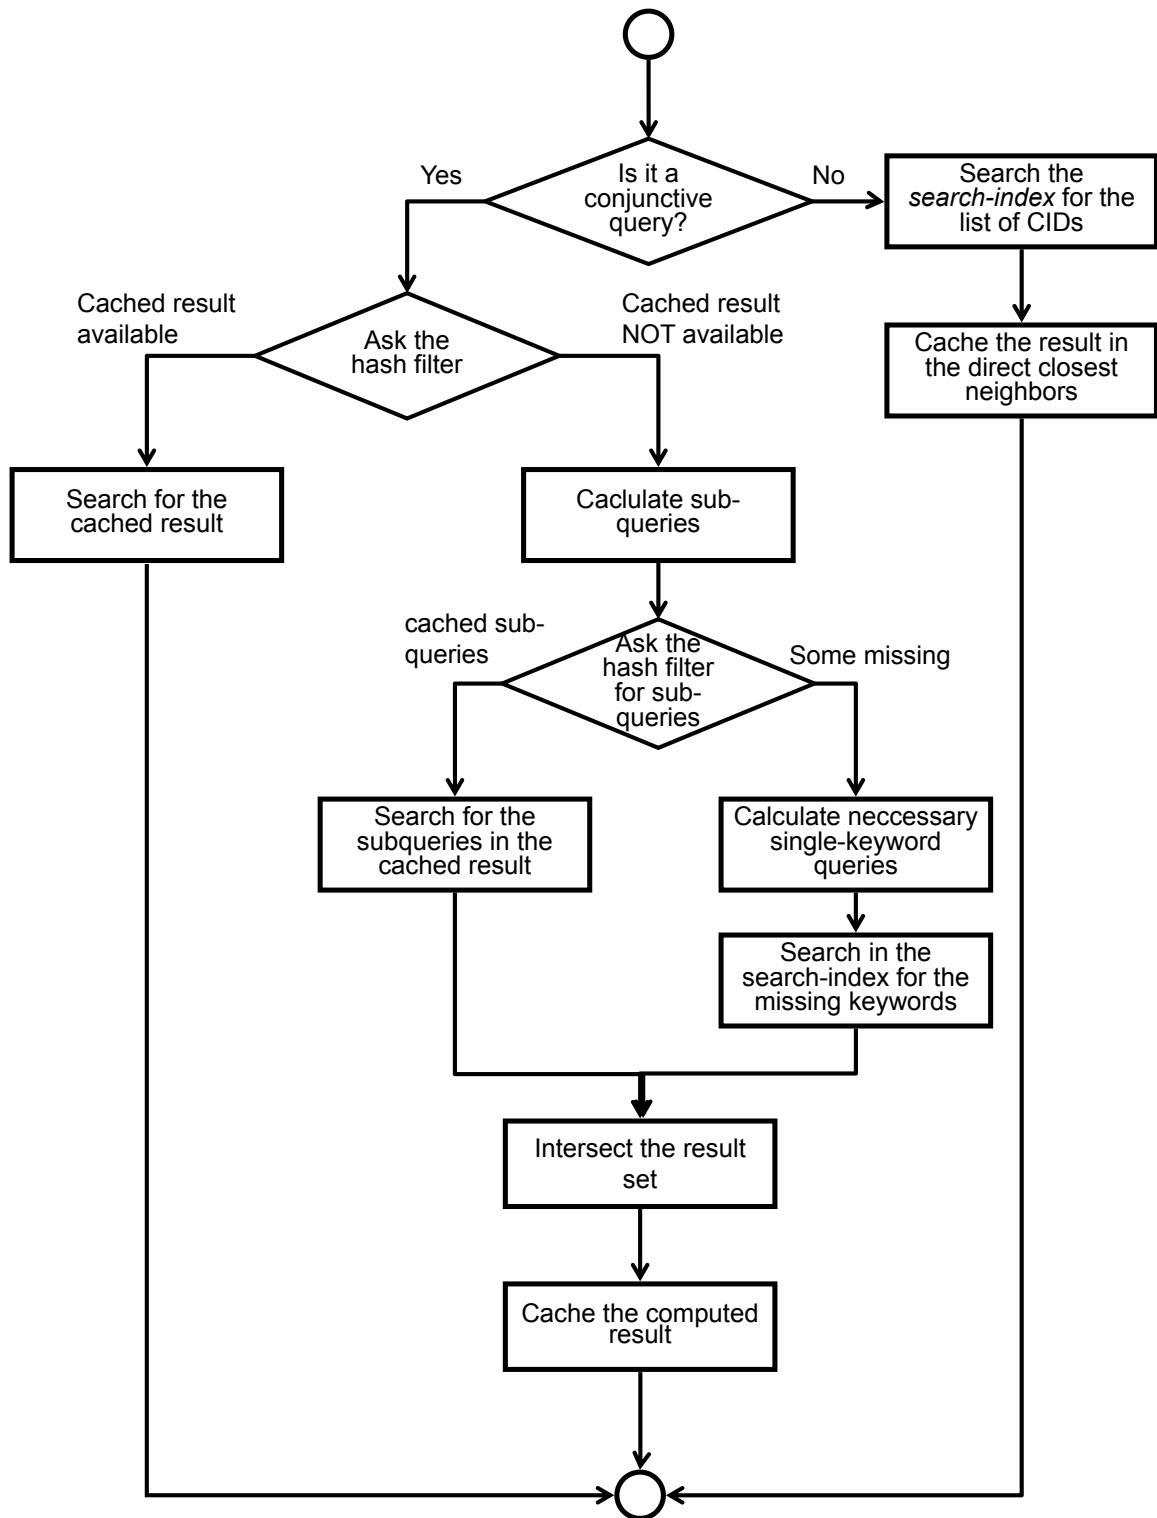 Is it a
conjunctive
query?
Yes
No
Search the
search-index for the
list of CIDs
Cached result
available
Ask the
hash filter
Cached result
NOT available
Cache the result in
the direct closest
neighbors
Search for the
cached result
Caclulate sub-
queries
cached sub-
queries
Ask the
hash filter
for sub-
queries
Some missing
Search for the
subqueries in the
cached result
Calculate neccessary
single-keyword
queries
Search in the
search-index for the
missing keywords
Intersect the result
set
Cache the computed
result